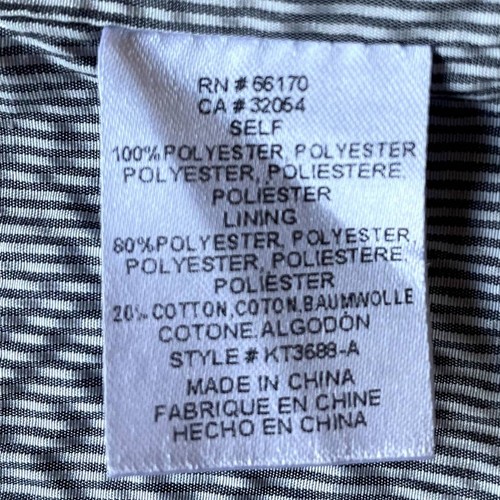 RN # 66170
CA # 32054
SELF
100% POLYESTER, POLYESTER
POLYESTER, POLIESTERE,
POLIÉSTER
LINING
80% POLYESTER, POLYESTER,
POLYESTER, POLIESTERE,
POLIÉSTER
20% COTTON, COTON, BAUMWOLLE
COTONE, ALGODÓN
STYLE # KT3688-A
MADE IN CHINA
FABRIQUE EN CHINE
HECHO EN CHINA